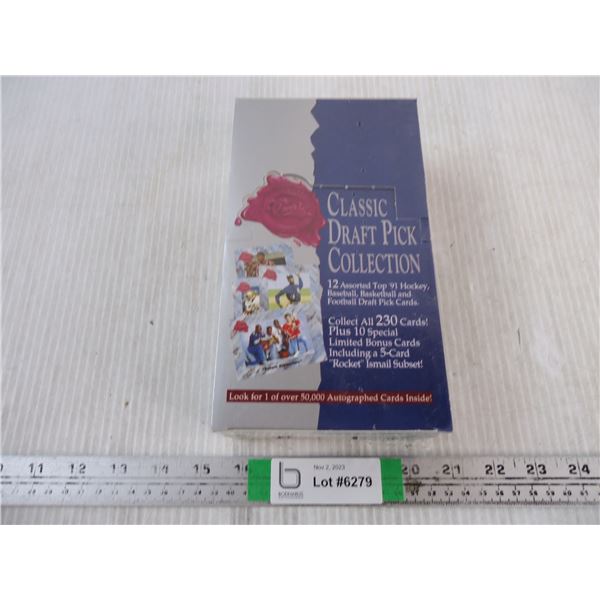 CLASSIC
DRAFT PICK
COLLECTION
12 Assorted Top '91 Hockey,
Baseball, Basketball and
Football Draft Pick Cards.
Collect All 230 Cards!
Plus 10 Special
Limited Bonus Cards
Including a 5-Card
"Rocket" Ismail Subset!
Look for 1 of over 50,000 Autographed Cards Inside!
11 12 13 14 15 20 21 22 23 24
b
Nov 2, 2023
Lot #6279